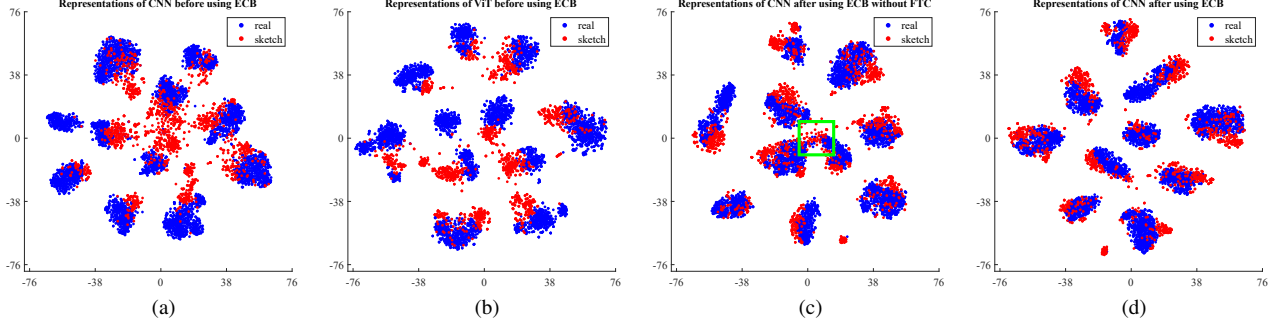 Representations of CNN before using ECB
real
sketch
76
38
0
-38
-76
-76 -38 0 38 76
(a)
Representations of ViT before using ECB
real
sketch
76
38
0
-38
-76
-76 -38 0 38 76
(b)
Representations of CNN after using ECB without FTC
real
sketch
76
38
0
-38
-76
-76 -38 0 38 76
(c)
Representations of CNN after using ECB
real
sketch
76
38
0
-38
-76
-76 -38 0 38 76
(d)